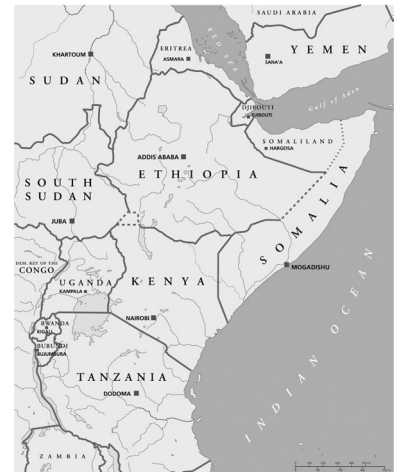 SAUDI ARABIA
KHARTOUM
ERITREA
ASMARA
RED SEA
YEMEN
SANA'A
SUDAN
Gulf of Aden
DJIBOUTI
DJIBOUTI
SOMALILAND
HARGEISA
ADDIS ABABA
ETHIOPIA
SOUTH
SUDAN
JUBA
SOMALIA
MOGADISHU
DEM. REP. OF THE
CONGO
UGANDA
KAMPALA
KENYA
NAIROBI
RWANDA
KIGALI
BURUNDI
BUJUMBURA
TANZANIA
DODOMA
INDIAN OCEAN
ZAMBIA